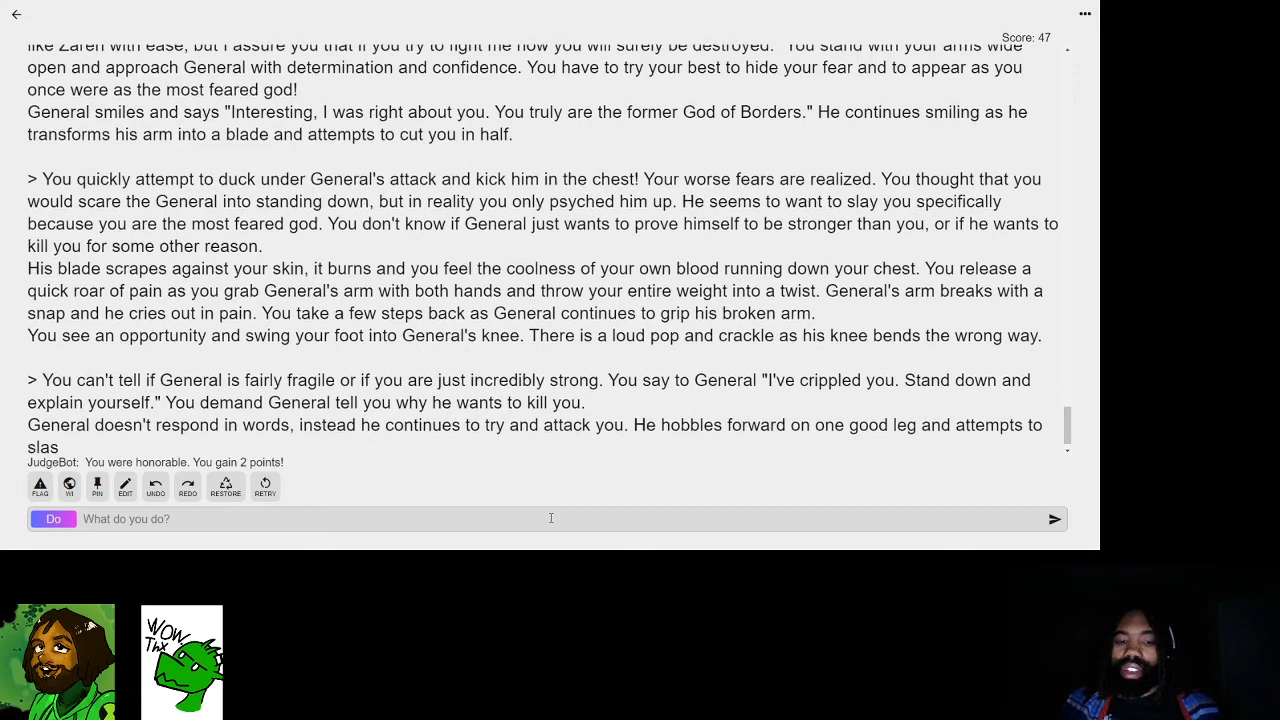 Score: 47
like Zaren with ease, but I assure you that if you try to fight me now you will surely be destroyed." You stand with your arms wide
open and approach General with determination and confidence. You have to try your best to hide your fear and to appear as you
once were as the most feared god!
General smiles and says "Interesting, I was right about you. You truly are the former God of Borders." He continues smiling as he
transforms his arm into a blade and attempts to cut you in half.
> You quickly attempt to duck under General's attack and kick him in the chest! Your worse fears are realized. You thought that you
would scare the General into standing down, but in reality you only psyched him up. He seems to want to slay you specifically
because you are the most feared god. You don't know if General just wants to prove himself to be stronger than you, or if he wants to
kill you for some other reason.
His blade scrapes against your skin, it burns and you feel the coolness of your own blood running down your chest. You release a
quick roar of pain as you grab General's arm with both hands and throw your entire weight into a twist. General's arm breaks with a
snap and he cries out in pain. You take a few steps back as General continues to grip his broken arm.
You see an opportunity and swing your foot into General's knee. There is a loud pop and crackle as his knee bends the wrong way.
> You can't tell if General is fairly fragile or if you are just incredibly strong. You say to General "I've crippled you. Stand down and
explain yourself." You demand General tell you why he wants to kill you.
General doesn't respond in words, instead he continues to try and attack you. He hobbles forward on one good leg and attempts to
slas
JudgeBot: You were honorable. You gain 2 points!
FLAG WI PIN EDIT UNDO REDO RESTORE RETRY
Do What do you do?
WOW
Thx